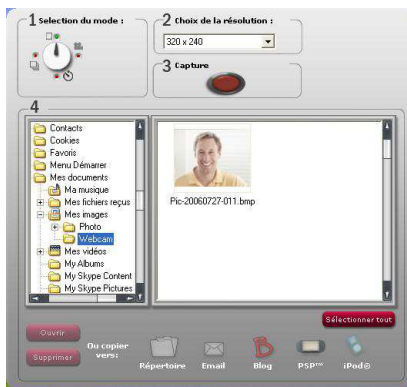 1 Selection du mode :
2 Choix de la résolution :
320 x 240
3 Capture
4
Contacts
Cookies
Favoris
Menu Démarrer
Mes documents
Ma musique
Mes fichiers reçus
Mes images
Photo
Webcam
Mes vidéos
My Albums
My Skype Content
My Skype Pictures
Pic-20060727-011.bmp
Sélectionner tout
Ouvrir
Supprimer
Ou copier
vers:
Répertoire
Email
Blog
PSP™
iPod®